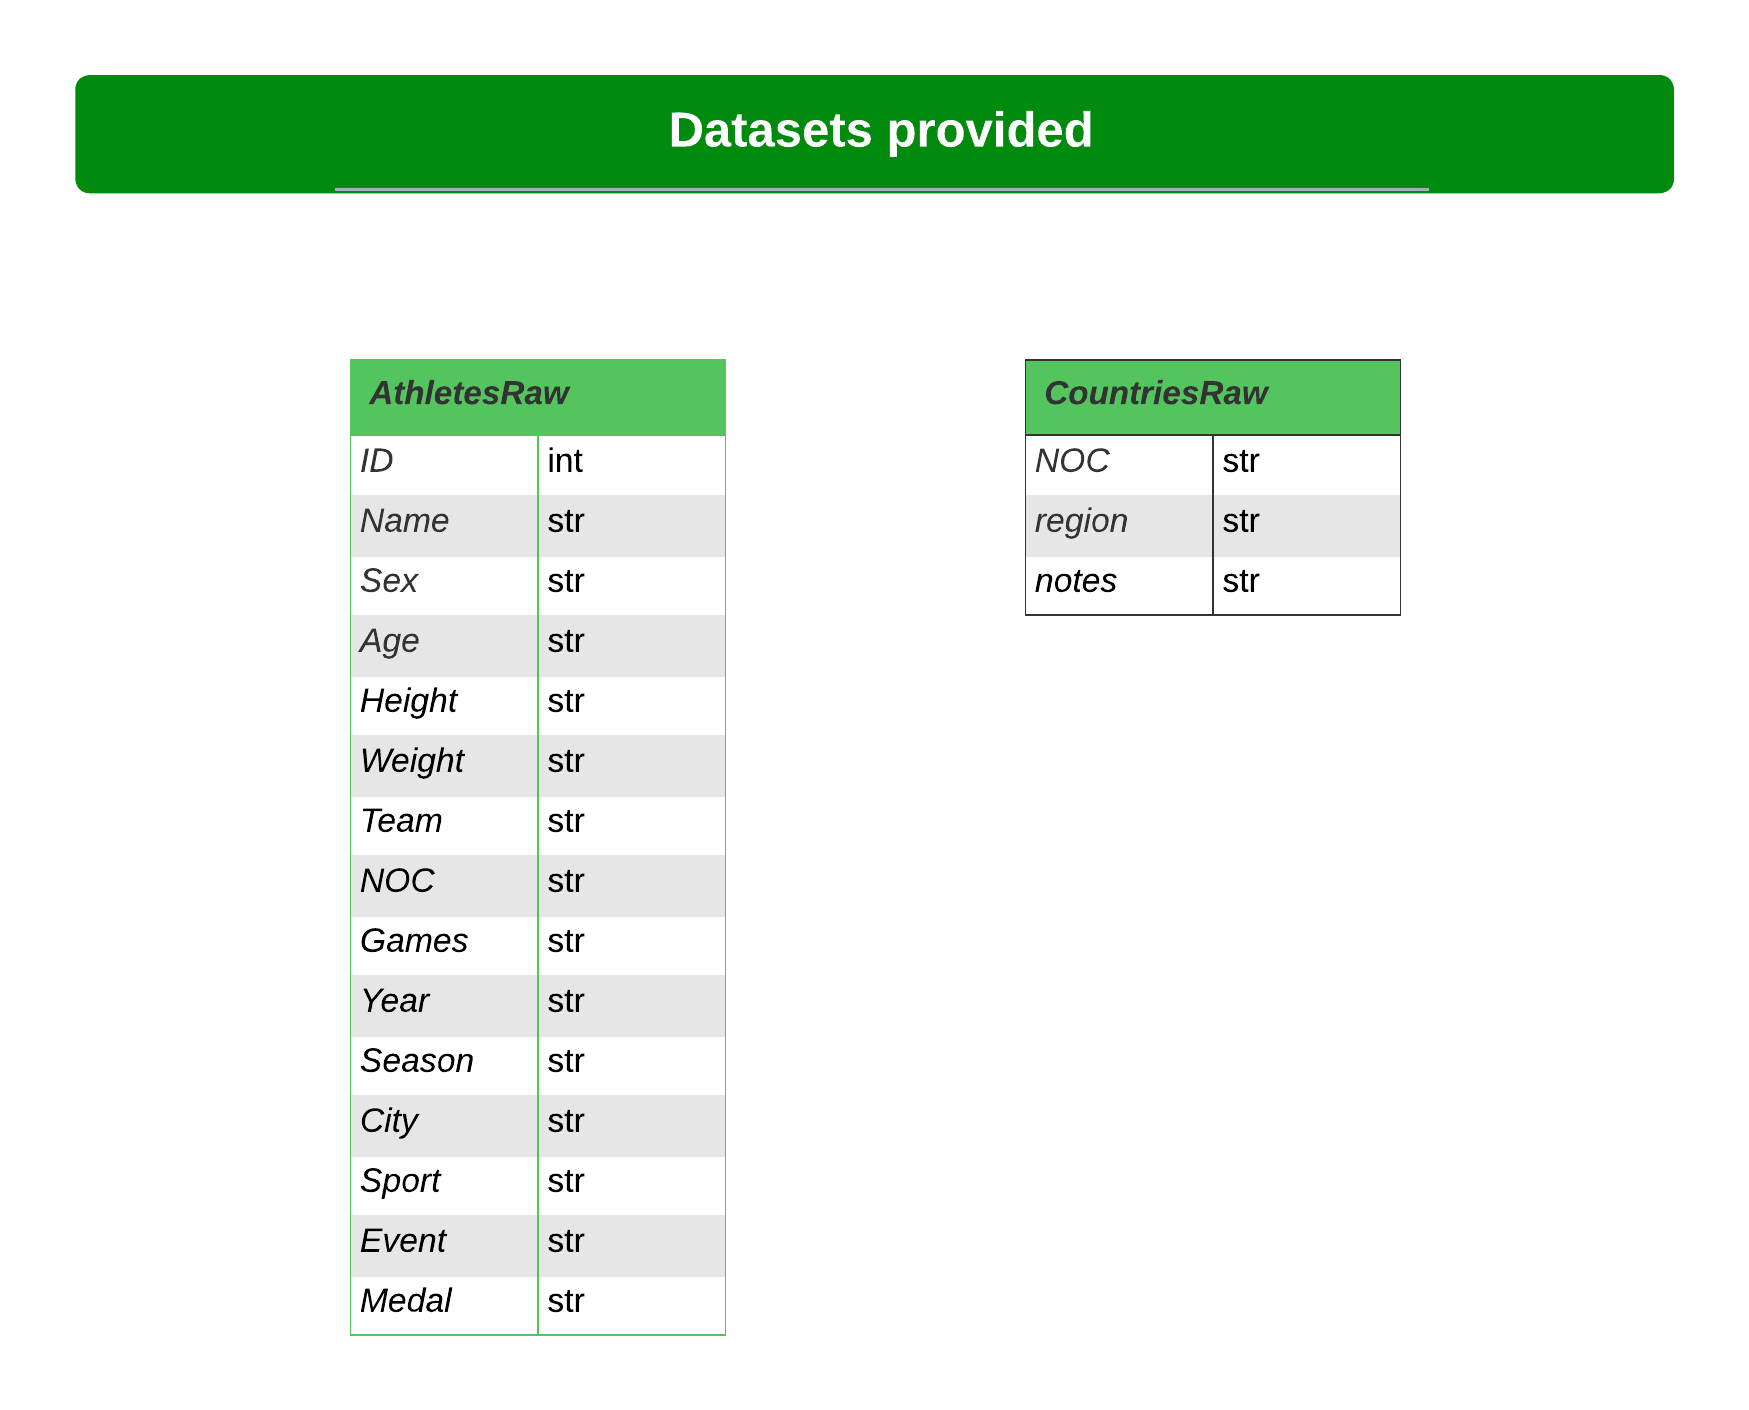 Datasets provided
AthletesRaw
ID int
Name str
Sex str
Age str
Height str
Weight str
Team str
NOC str
Games str
Year str
Season str
City str
Sport str
Event str
Medal str
CountriesRaw
NOC str
region str
notes str